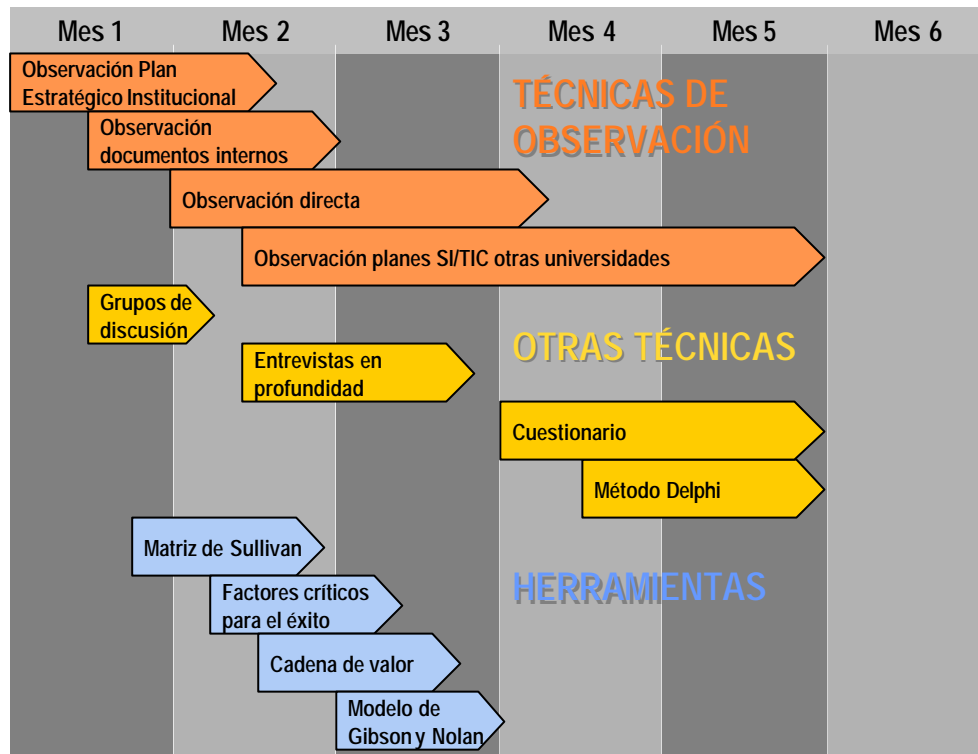 Mes 1 Mes 2 Mes 3 Mes 4 Mes 5 Mes 6
Observación Plan
Estratégico Institucional
TÉCNICAS DE
OBSERVACIÓN
Observación
documentos internos
Observación directa
Observación planes SI/TIC otras universidades
Grupos de
discusión
OTRAS TÉCNICAS
Entrevistas en
profundidad
Cuestionario
Método Delphi
Matriz de Sullivan
HERRAMIENTAS
Factores críticos
para el éxito
Cadena de valor
Modelo de
Gibson y Nolan